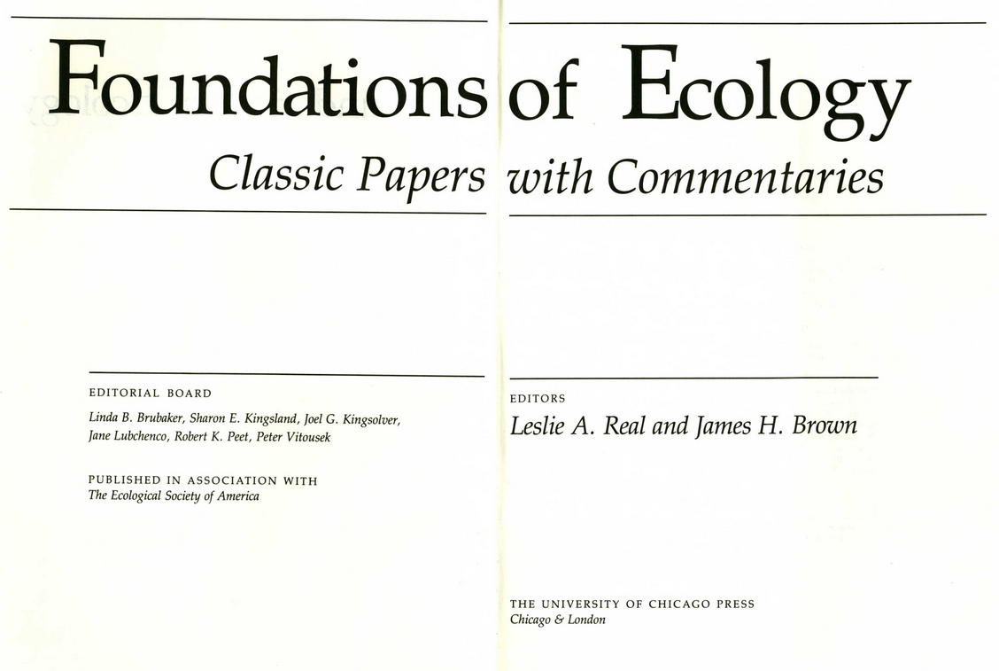 Foundations of Ecology
Classic Papers with Commentaries
EDITORIAL BOARD
Linda B. Brubaker, Sharon E. Kingsland, Joel G. Kingsolver,
Jane Lubchenco, Robert K. Peet, Peter Vitousek
PUBLISHED IN ASSOCIATION WITH
The Ecological Society of America
EDITORS
Leslie A. Real and James H. Brown
THE UNIVERSITY OF CHICAGO PRESS
Chicago & London